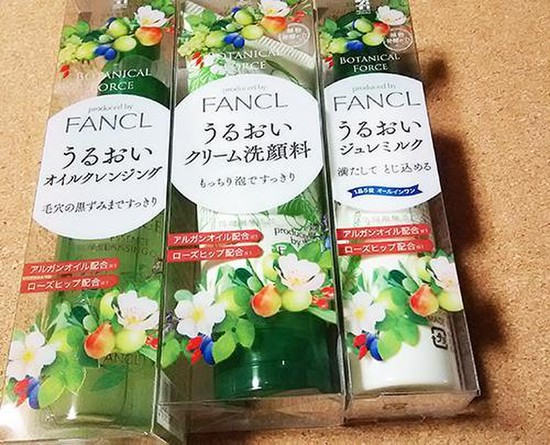 BOTANICAL
FORCE
produced by
FANCL
うるおい
オイルクレンジング
毛穴の黒ずみまですっきり
アルガンオイル配合
ローズヒップ配合
FANCL
BOTANICAL
FORCE
produced by
FANCL
うるおい
クリーム洗顔料
もっちり泡ですっきり
produced by
アルガンオイル配合
ローズヒップ配合
BOTANICAL
FORCE
produced by
FANCL
うるおい
ジュレミルク
満たして とじ込める
1品5役 オールインワン
アルガンオイル配合
ローズヒップ配合